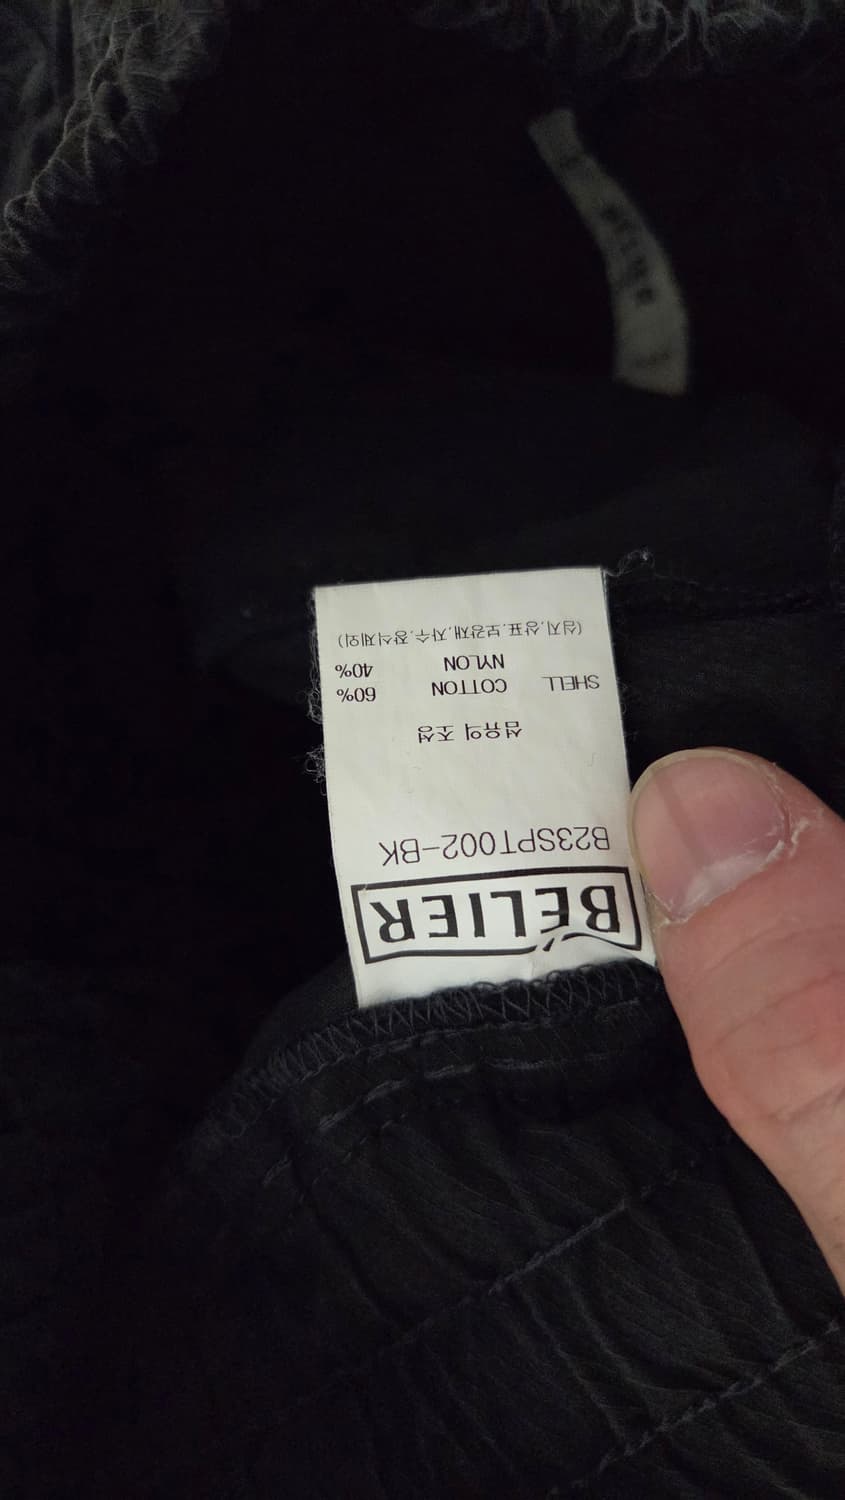 BÉLIER
B23SPT002-BK
섬유의 조성
SHELL COTTON 60%
NYLON 40%
(심지,상표,보강재,자수,장식제외)